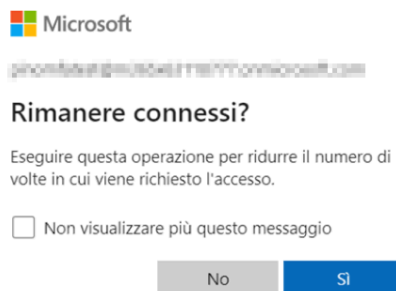 Microsoft
Rimanere connessi?
Eseguire questa operazione per ridurre il numero di
volte in cui viene richiesto l'accesso.
Non visualizzare più questo messaggio
No
Sì